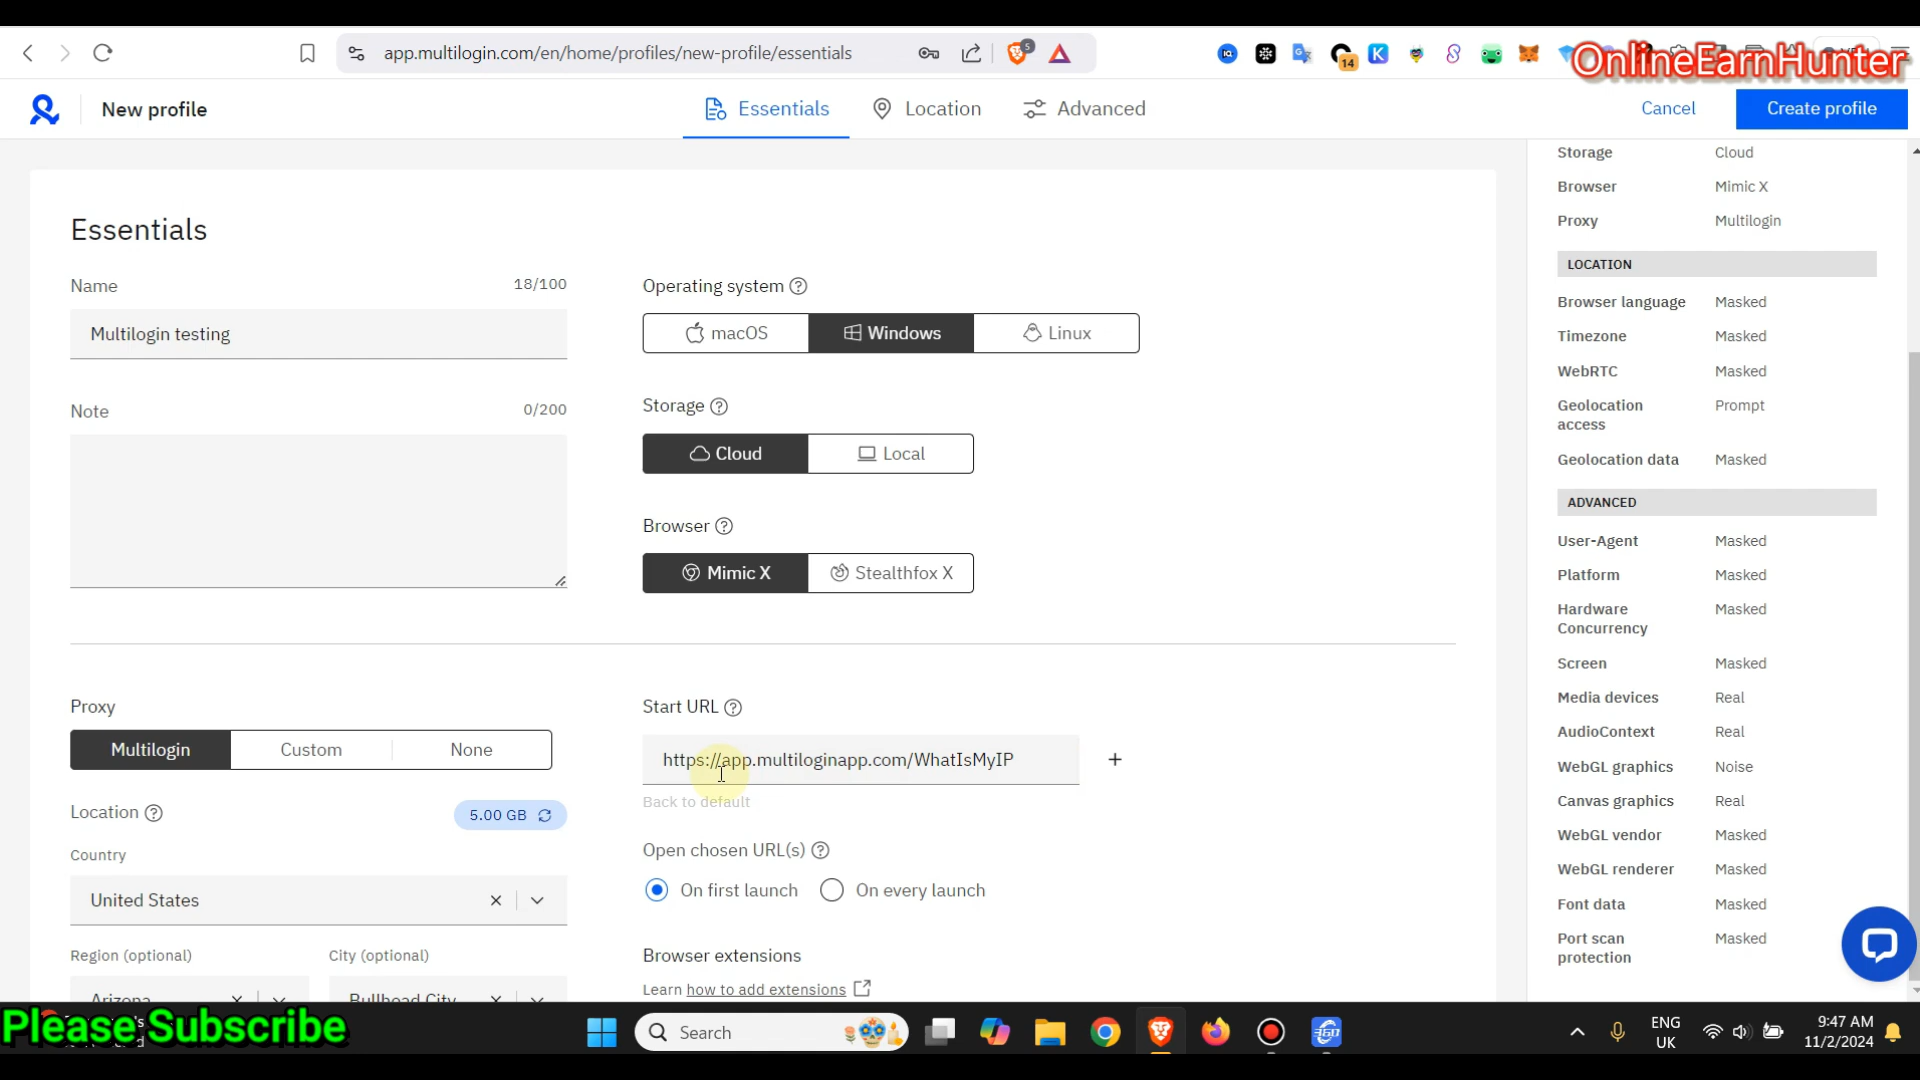 app.multilogin.com/en/home/profiles/new-profile/essentials
5
14
OnlineEarnHunter
New profile
Essentials
Location
Advanced
Cancel
Create profile
Essentials
Name
18/100
Multilogin testing
Note
0/200
Operating system
macOS
Windows
Linux
Storage
Cloud
Local
Browser
Mimic X
Stealthfox X
Proxy
Multilogin
Custom
None
Location
5.00 GB
Country
United States
Region (optional)
City (optional)
Arizona
Bullhead City
Start URL
https://app.multiloginapp.com/WhatIsMyIP
Back to default
Open chosen URL(s)
On first launch
On every launch
Browser extensions
Learn how to add extensions
Storage Cloud
Browser Mimic X
Proxy Multilogin
LOCATION
Browser language Masked
Timezone Masked
WebRTC Masked
Geolocation Prompt
access
Geolocation data Masked
ADVANCED
User-Agent Masked
Platform Masked
Hardware Masked
Concurrency
Screen Masked
Media devices Real
AudioContext Real
WebGL graphics Noise
Canvas graphics Real
WebGL vendor Masked
WebGL renderer Masked
Font data Masked
Port scan Masked
protection
Please Subscribe
Search
ENG
UK
9:47 AM
11/2/2024